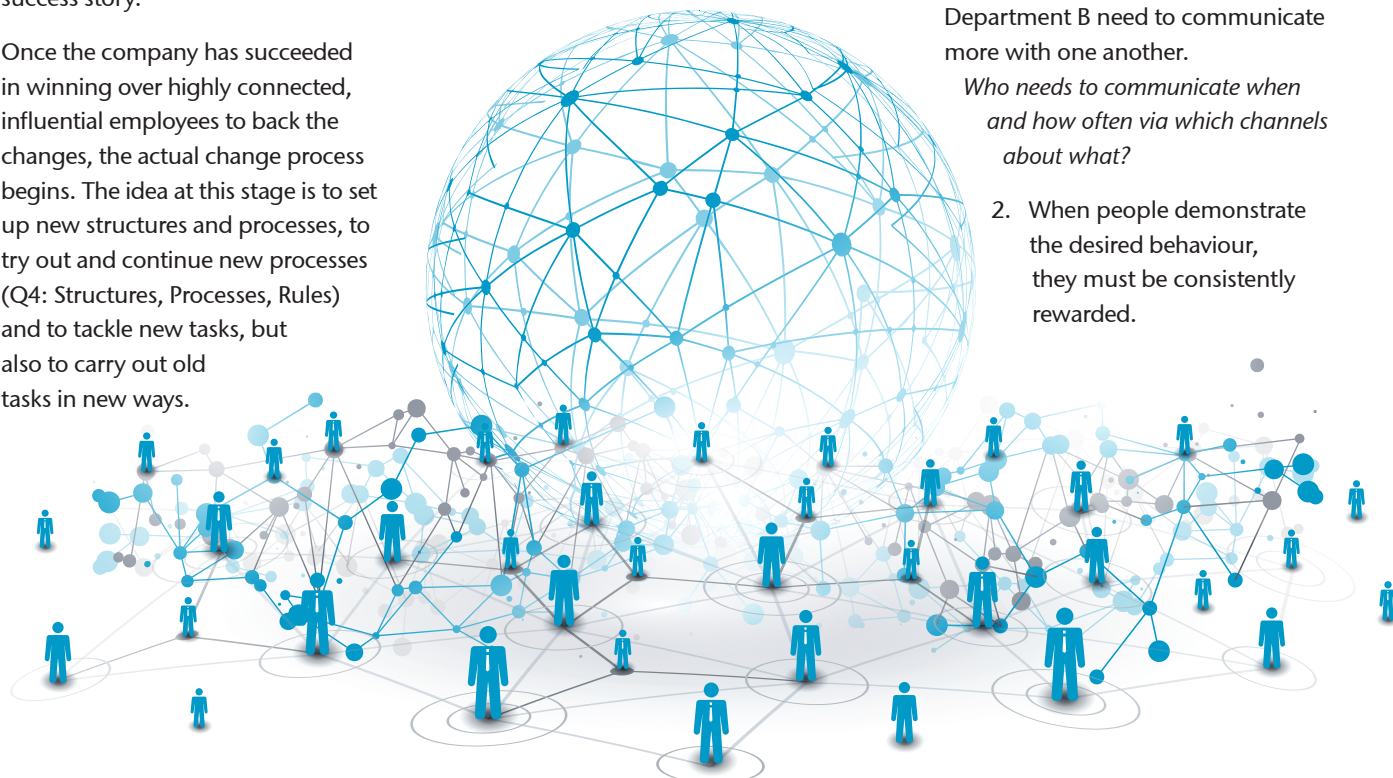 success story.
Once the company has succeeded
in winning over highly connected,
influential employees to back the
changes, the actual change process
begins. The idea at this stage is to set
up new structures and processes, to
try out and continue new processes
(Q4: Structures, Processes, Rules)
and to tackle new tasks, but
also to carry out old
tasks in new ways.
Department B need to communicate
more with one another.
Who needs to communicate when
and how often via which channels
about what?
2. When people demonstrate
the desired behaviour,
they must be consistently
rewarded.